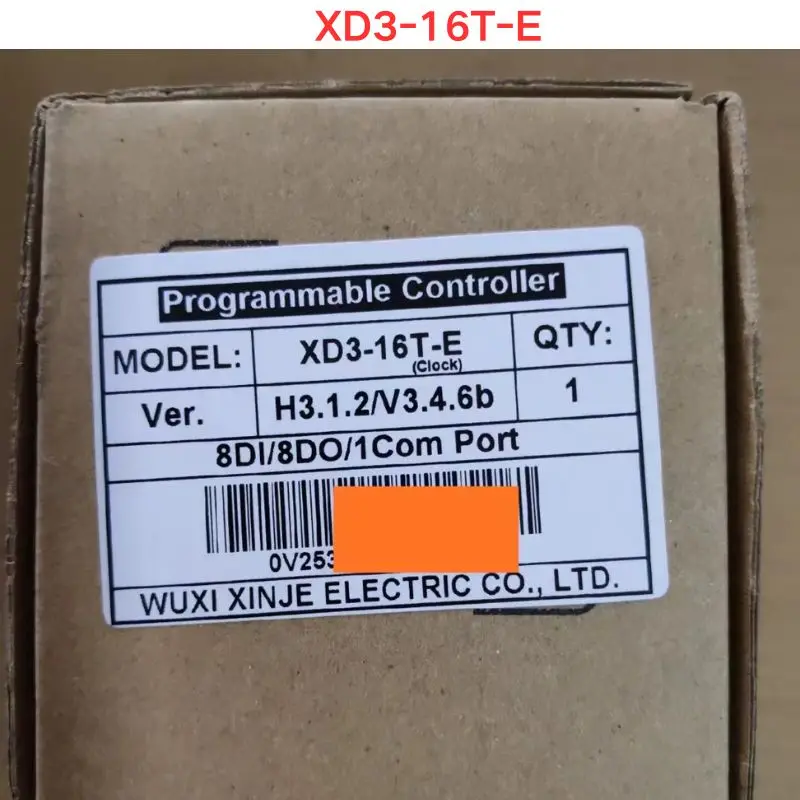 XD3-16T-E
Programmable Controller
MODEL: XD3-16T-E QTY:
(Clock)
Ver. H3.1.2/V3.4.6b 1
8DI/8DO/1Com Port
0V253
WUXI XINJE ELECTRIC CO., LTD.